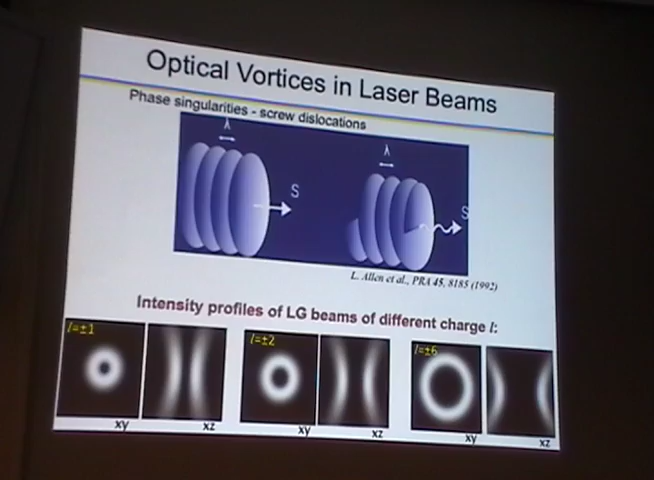 Optical Vortices in Laser Beams
Phase singularities - screw dislocations
λ
λ
S
S
L. Allen et al., PRA 45, 8185 (1992)
Intensity profiles of LG beams of different charge l:
l=±1
l=±2
l=±6
xy
xz
xy
xz
xy
xz